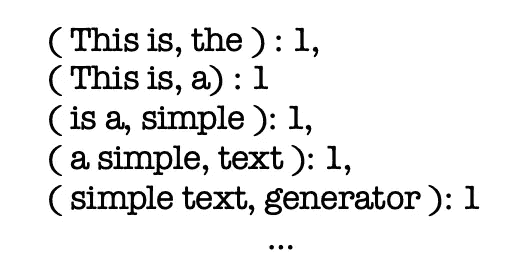 ( This is, the ) : 1,
( This is, a) : 1
( is a, simple ): 1,
( a simple, text ): 1,
( simple text, generator ): 1
...